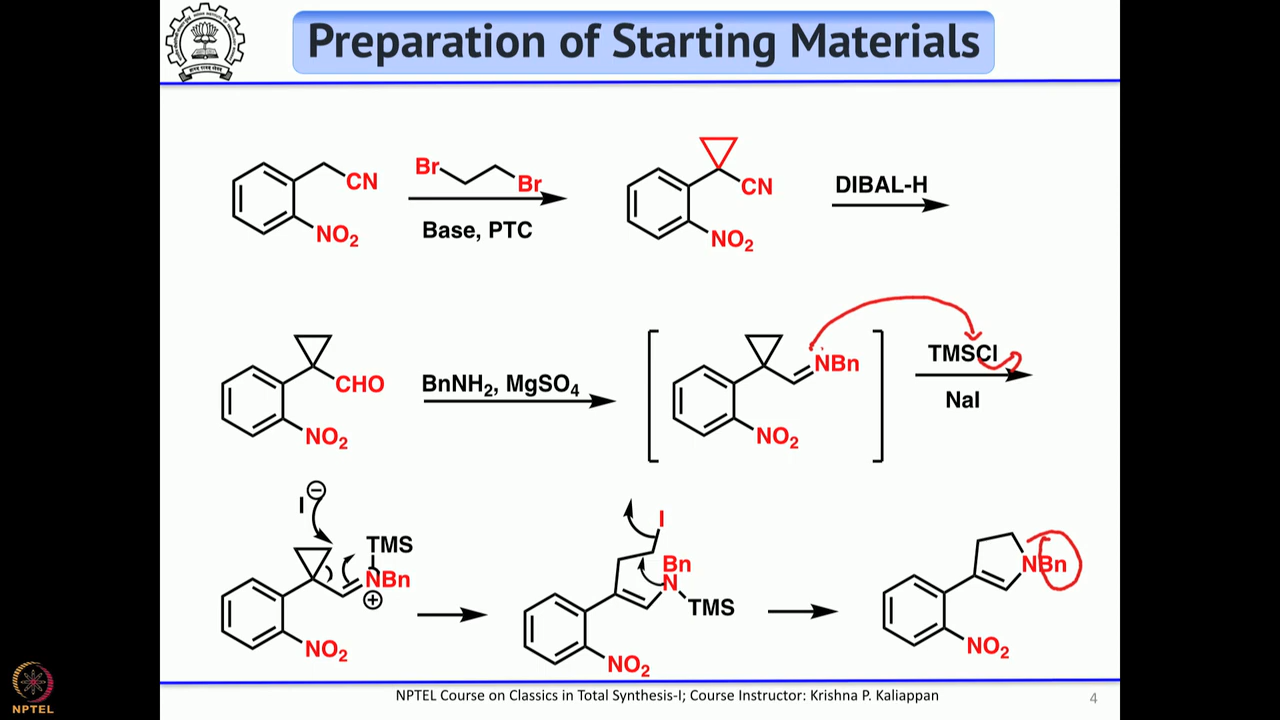 Preparation of Starting Materials
CN
NO2
Br
Br
Base, PTC
CN
NO2
DIBAL-H
CHO
NO2
BnNH2, MgSO4
NBn
NO2
TMSCl
NaI
I
TMS
NBn
NO2
I
Bn
N
TMS
NO2
NBn
NO2
NPTEL
NPTEL Course on Classics in Total Synthesis-I; Course Instructor: Krishna P. Kaliappan
4